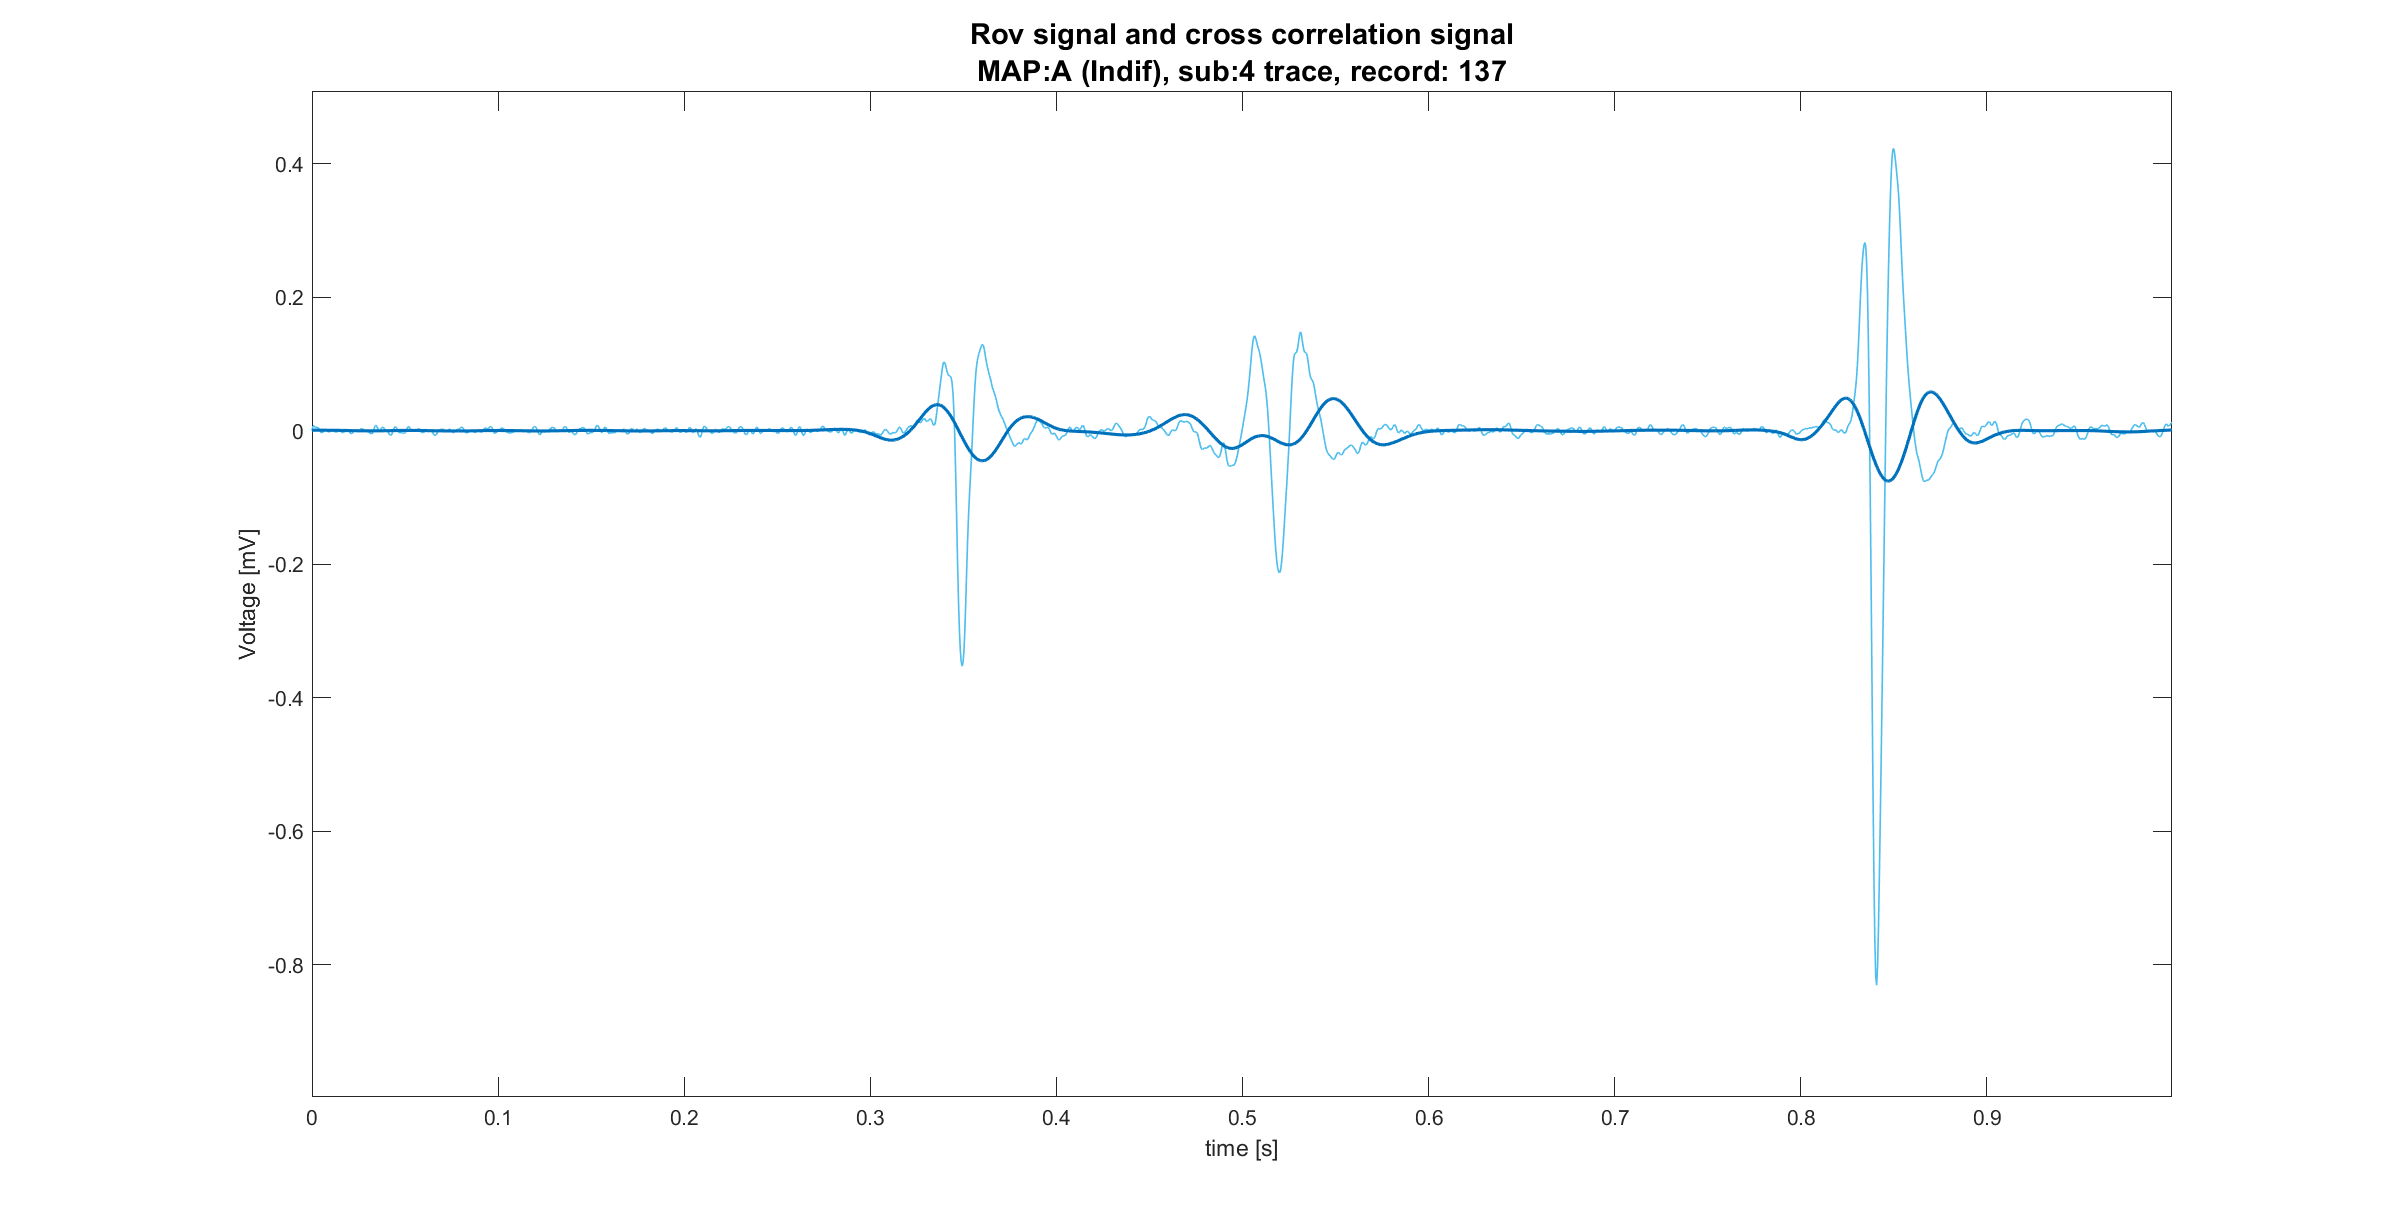 Rov signal and cross correlation signal
MAP:A (Indif), sub:4 trace, record: 137
0.4
0.2
0
-0.2
-0.4
-0.6
-0.8
Voltage [mV]
0 0.1 0.2 0.3 0.4 0.5 0.6 0.7 0.8 0.9
time [s]